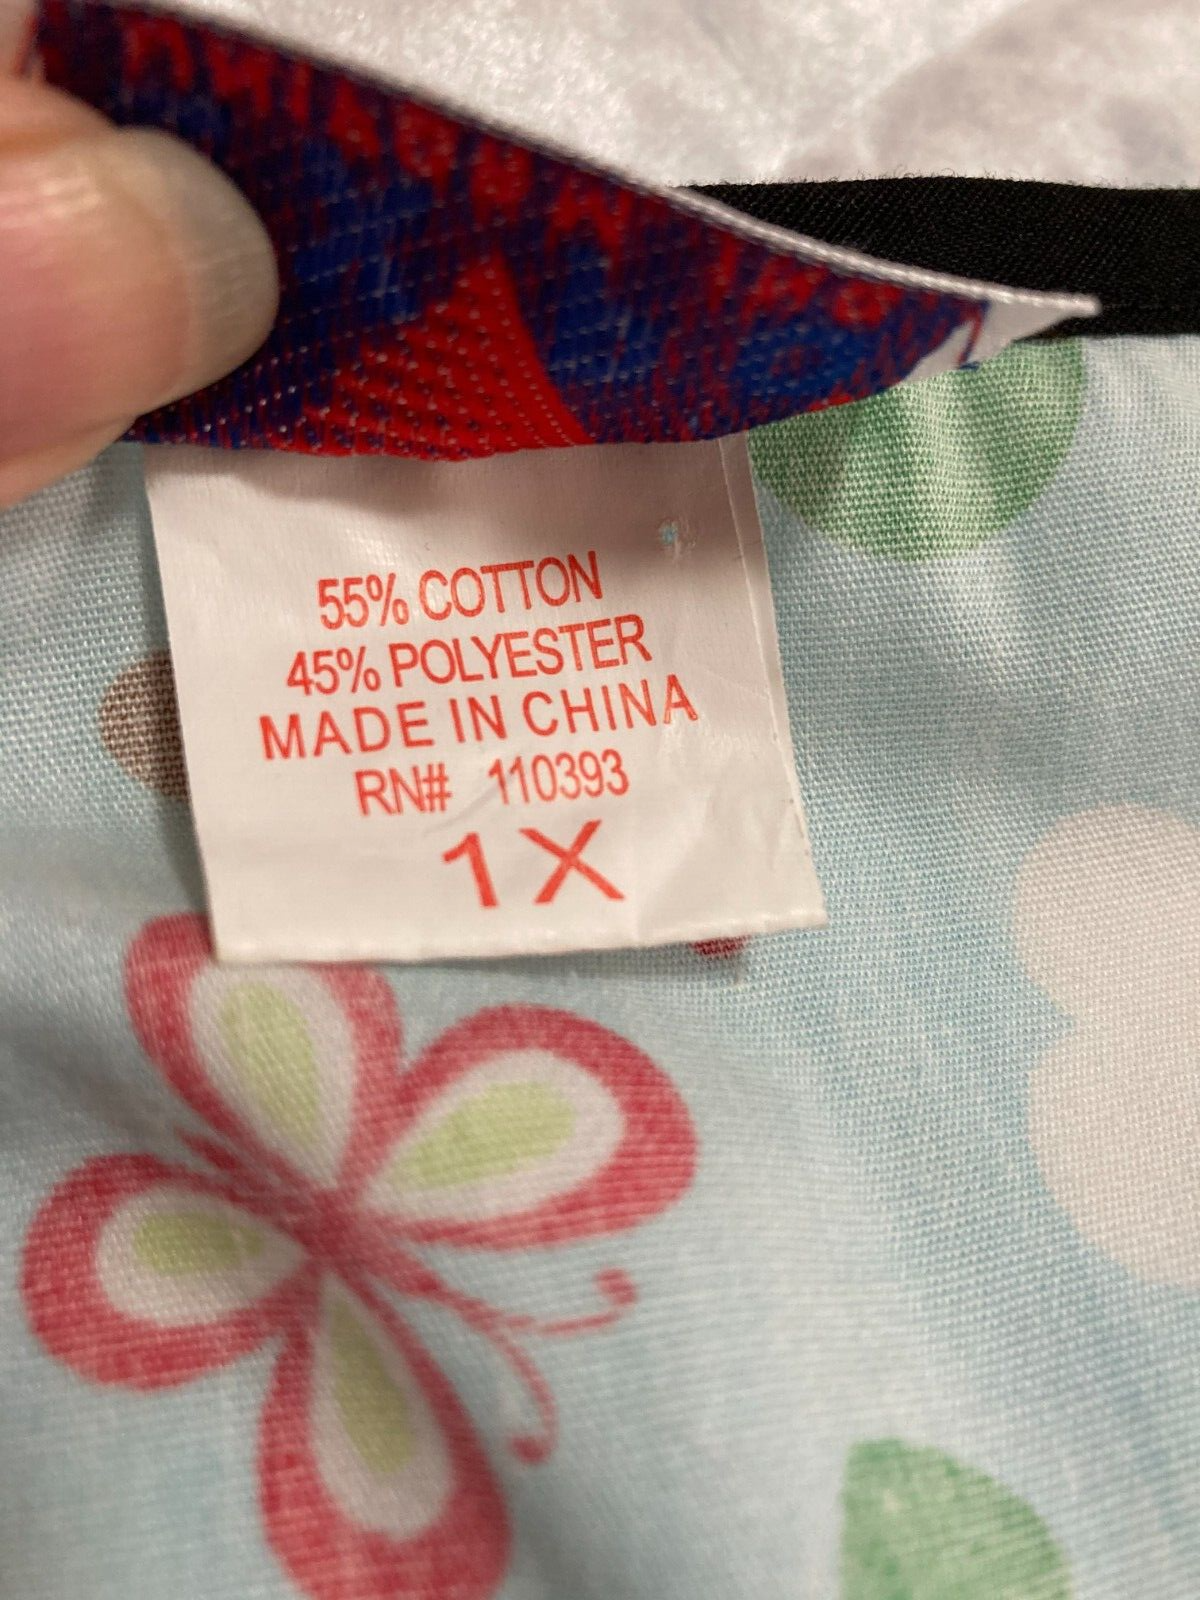 55% COTTON
45% POLYESTER
MADE IN CHINA
RN# 110393
1X